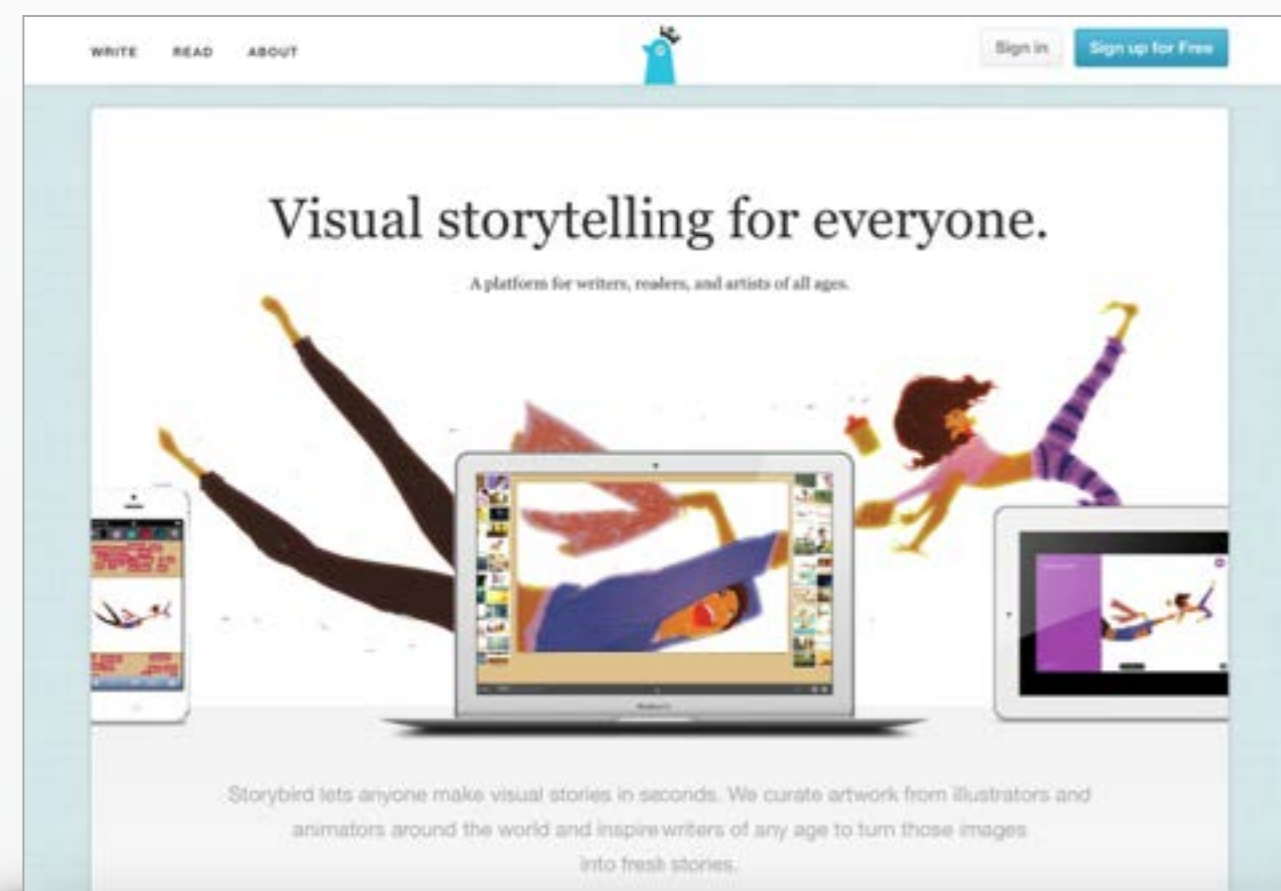 WRITE READ ABOUT
Sign in
Sign up for Free
Visual storytelling for everyone.
A platform for writers, readers, and artists of all ages.
Storybird lets anyone make visual stories in seconds. We curate artwork from illustrators and
animators around the world and inspire writers of any age to turn those images
into fresh stories.